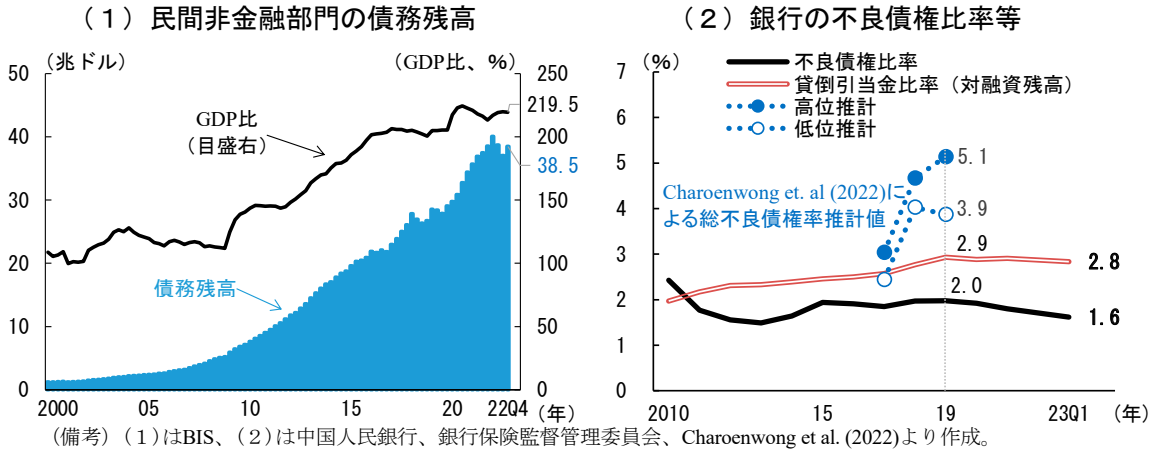 （１）民間非金融部門の債務残高
（兆ドル）
（GDP比、％）
50
40
30
20
10
0
250
200
150
100
50
0
219.5
38.5
GDP比
（目盛右）
債務残高
2000
05
10
15
20
22Q4
（年）
（２）銀行の不良債権比率等
（％）
7
6
5
4
3
2
1
0
不良債権比率
貸倒引当金比率（対融資残高）
高位推計
低位推計
Charoenwong et. al (2022)に
よる総不良債権率推計値
5.1
3.9
2.9
2.0
2.8
1.6
2010
15
19
23Q1
（年）
（備考）（１）はBIS、（２）は中国人民銀行、銀行保険監督管理委員会、Charoenwong et al. (2022)より作成。